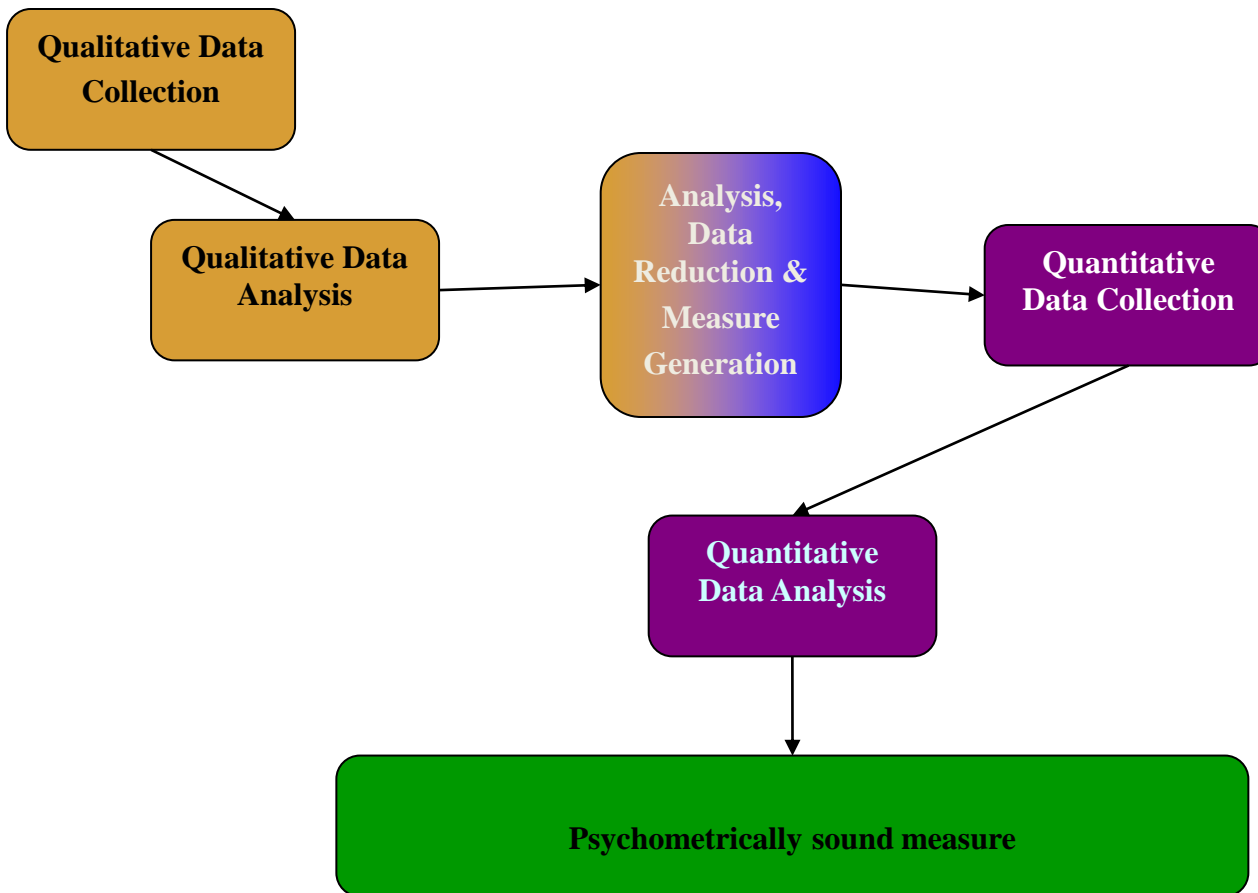 Qualitative Data
Collection
Qualitative Data
Analysis
Analysis,
Data
Reduction &
Measure
Generation
Quantitative
Data Collection
Quantitative
Data Analysis
Psychometrically sound measure